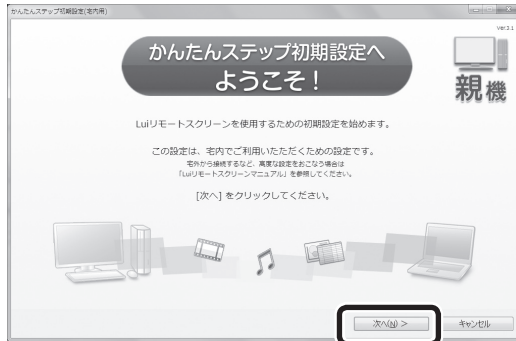 かんたんステップ初期設定(宅内用)
Ver.3.1
かんたんステップ初期設定へ
ようこそ！
親機
Luiリモートスクリーンを使用するための初期設定を始めます。
この設定は、宅内でご利用いただくための設定です。
宅外から接続するなど、高度な設定をおこなう場合は
「Luiリモートスクリーンマニュアル」を参照してください。
[次へ] をクリックしてください。
次へ(N) >
キャンセル